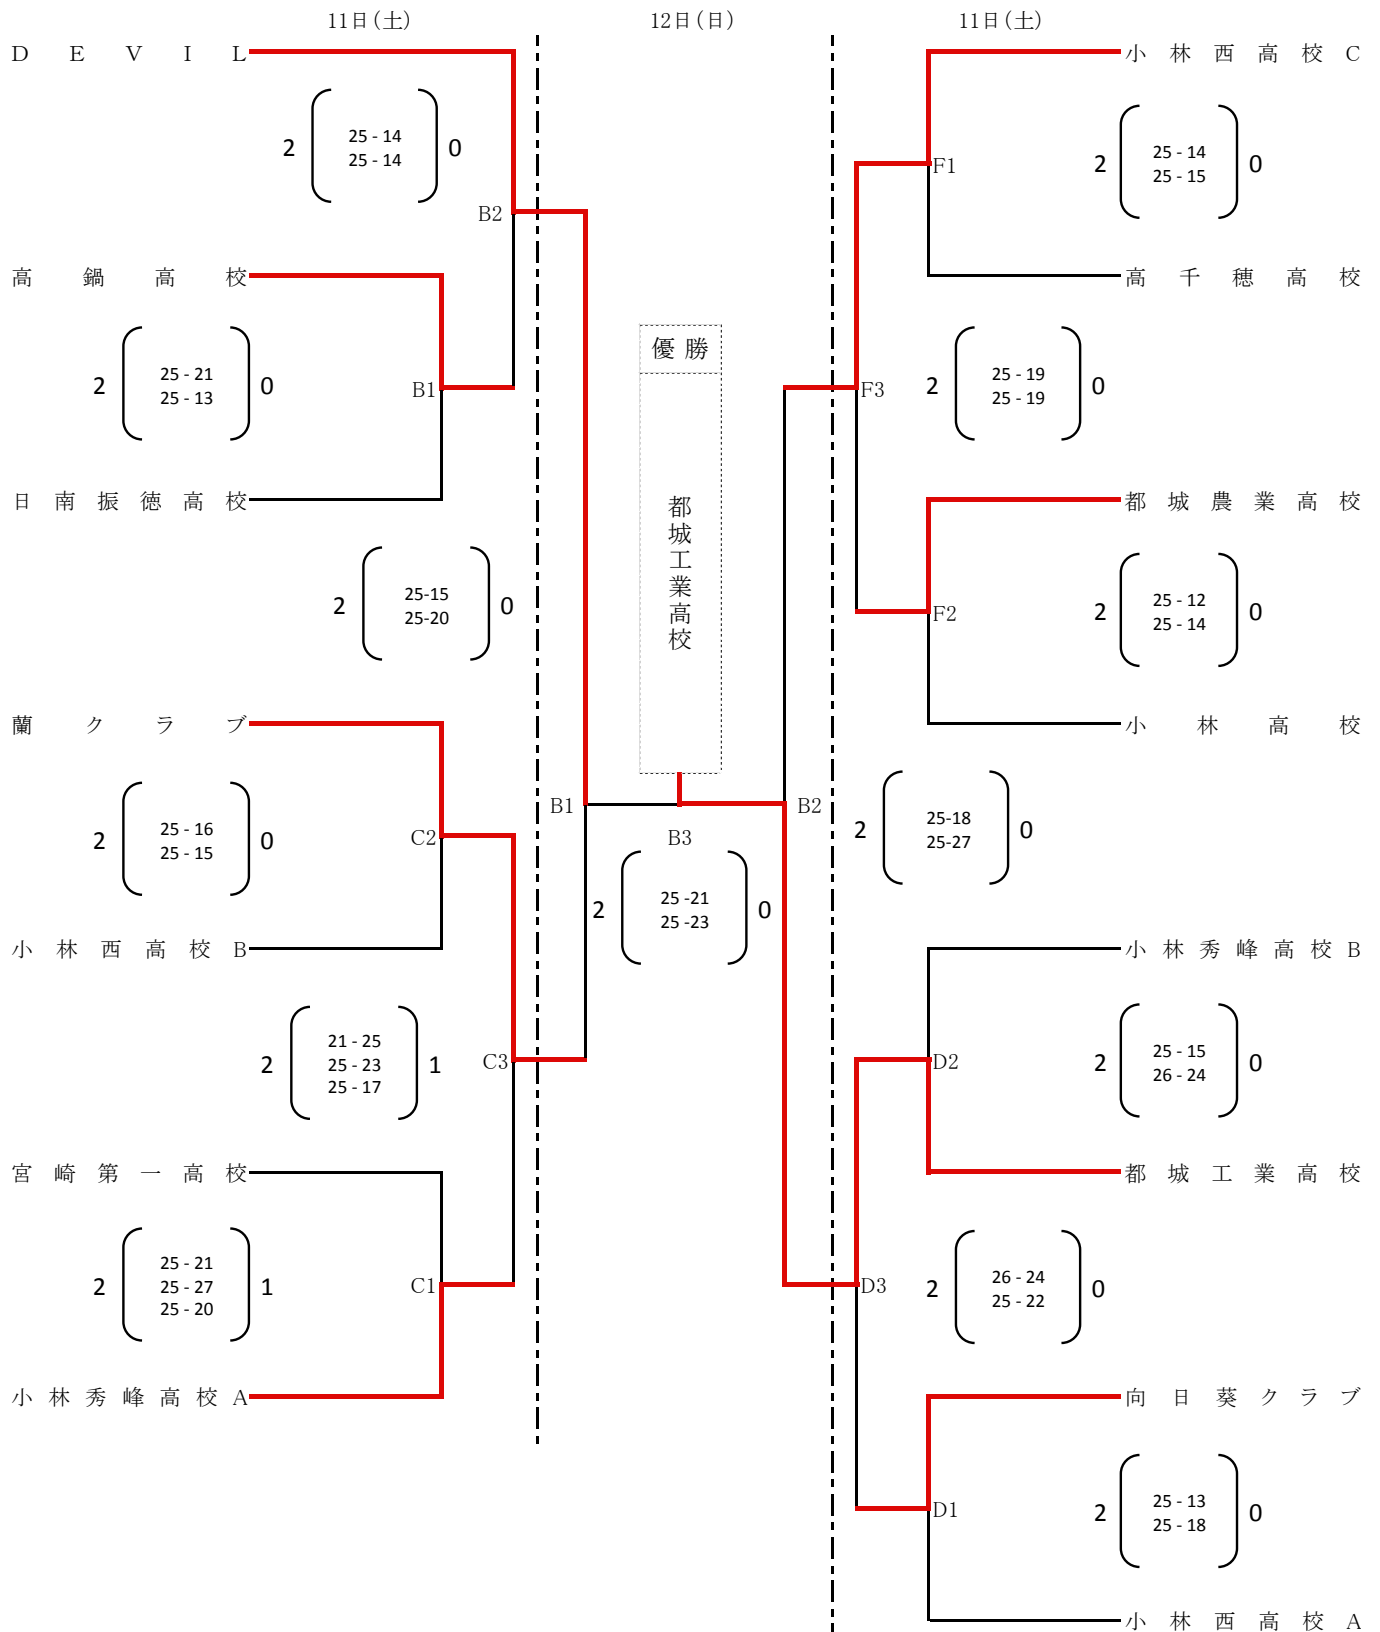 11日(土) 12日(日) 11日(土)
DEVIL 小林西高校C
2 25 - 14 0
25 - 14
2 25 - 14 0
25 - 15
B2 F1
高鍋高校 高千穂高校
優勝
都城工業高校
2 25 - 21 0
25 - 13
B1 F3
2 25 - 19 0
25 - 19
日南振徳高校 都城農業高校
2 25-15 0
25-20
F2
2 25 - 12 0
25 - 14
蘭クラブ 小林高校
B1 B3 B2
2 25-18 0
25-27
2 25 - 16 0
25 - 15
C2
2 25 -21 0
25 -23
小林西高校B 小林秀峰高校B
2 21 - 25 1
25 - 23
25 - 17
C3 D2
2 25 - 15 0
26 - 24
宮崎第一高校 都城工業高校
2 25 - 21 1
25 - 27
25 - 20
C1 D3
2 26 - 24 0
25 - 22
小林秀峰高校A 向日葵クラブ
D1
2 25 - 13 0
25 - 18
小林西高校A